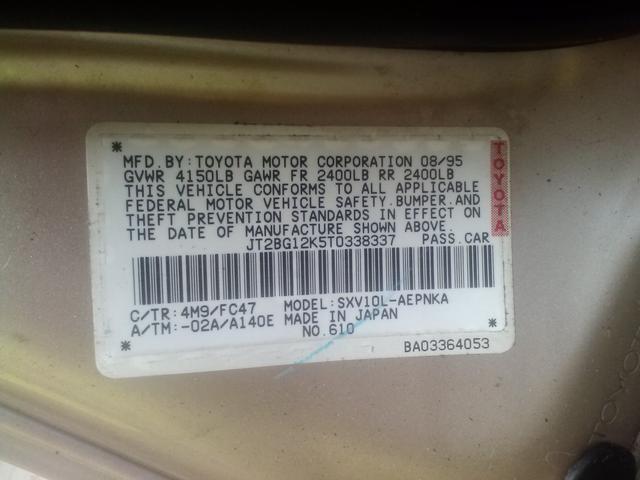 *
MFD. BY: TOYOTA MOTOR CORPORATION 08/95
GVWR 4150LB GAWR FR 2400LB RR 2400LB
THIS VEHICLE CONFORMS TO ALL APPLICABLE
FEDERAL MOTOR VEHICLE SAFETY.BUMPER.AND
THEFT PREVENTION STANDARDS IN EFFECT ON
THE DATE OF MANUFACTURE SHOWN ABOVE.
JT2BG12K5T0338337 PASS.CAR
C/TR: 4M9/FC47 MODEL: SXV10L-AEPNKA
A/TM: -02A/A140E MADE IN JAPAN *
* NO.610 BA03364053
TOYOTA